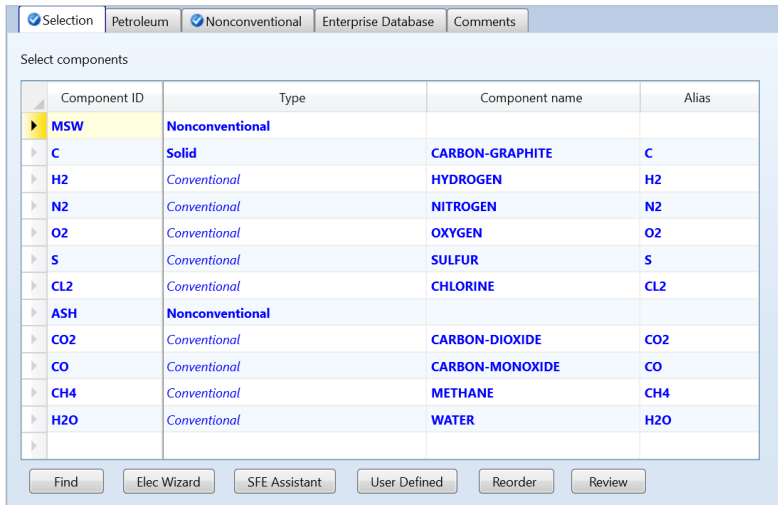 Selection Petroleum Nonconventional Enterprise Database Comments
Select components
Component ID Type Component name Alias
MSW Nonconventional
C Solid CARBON-GRAPHITE C
H2 Conventional HYDROGEN H2
N2 Conventional NITROGEN N2
O2 Conventional OXYGEN O2
S Conventional SULFUR S
CL2 Conventional CHLORINE CL2
ASH Nonconventional
CO2 Conventional CARBON-DIOXIDE CO2
CO Conventional CARBON-MONOXIDE CO
CH4 Conventional METHANE CH4
H2O Conventional WATER H2O
Find Elec Wizard SFE Assistant User Defined Reorder Review